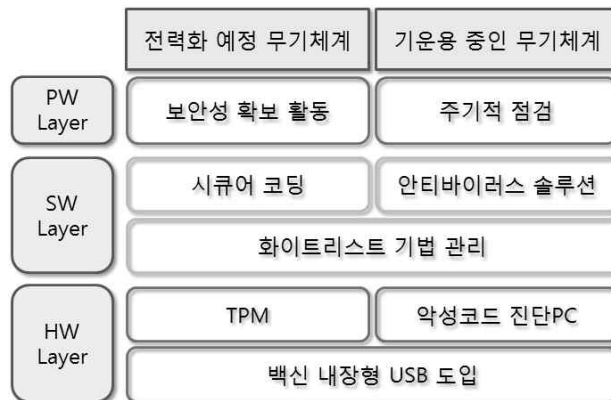 전력화 예정 무기체계
기운용 중인 무기체계
PW
Layer
보안성 확보 활동
주기적 점검
SW
Layer
시큐어 코딩
안티바이러스 솔루션
화이트리스트 기법 관리
HW
Layer
TPM
악성코드 진단PC
백신 내장형 USB 도입